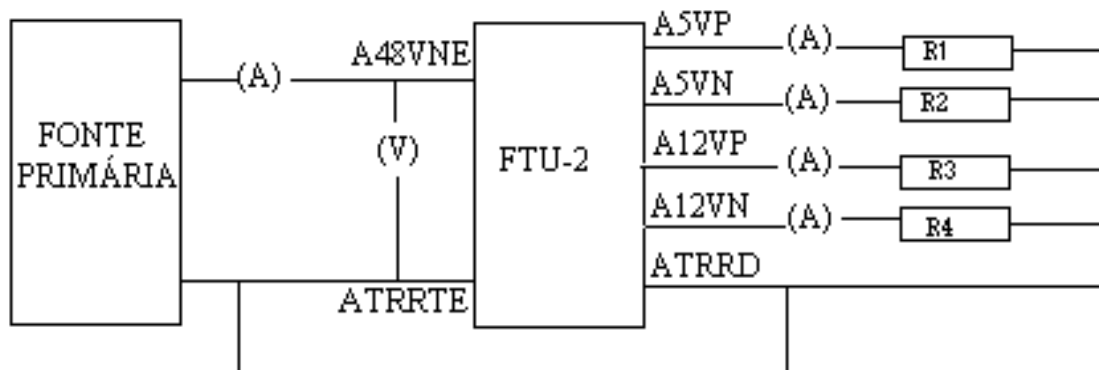 FONTE
PRIMÁRIA
(A)
A48VNE
(V)
ATRRTE
FTU-2
A5VP
(A)
R1
A5VN
(A)
R2
A12VP
(A)
R3
A12VN
(A)
R4
ATRRD